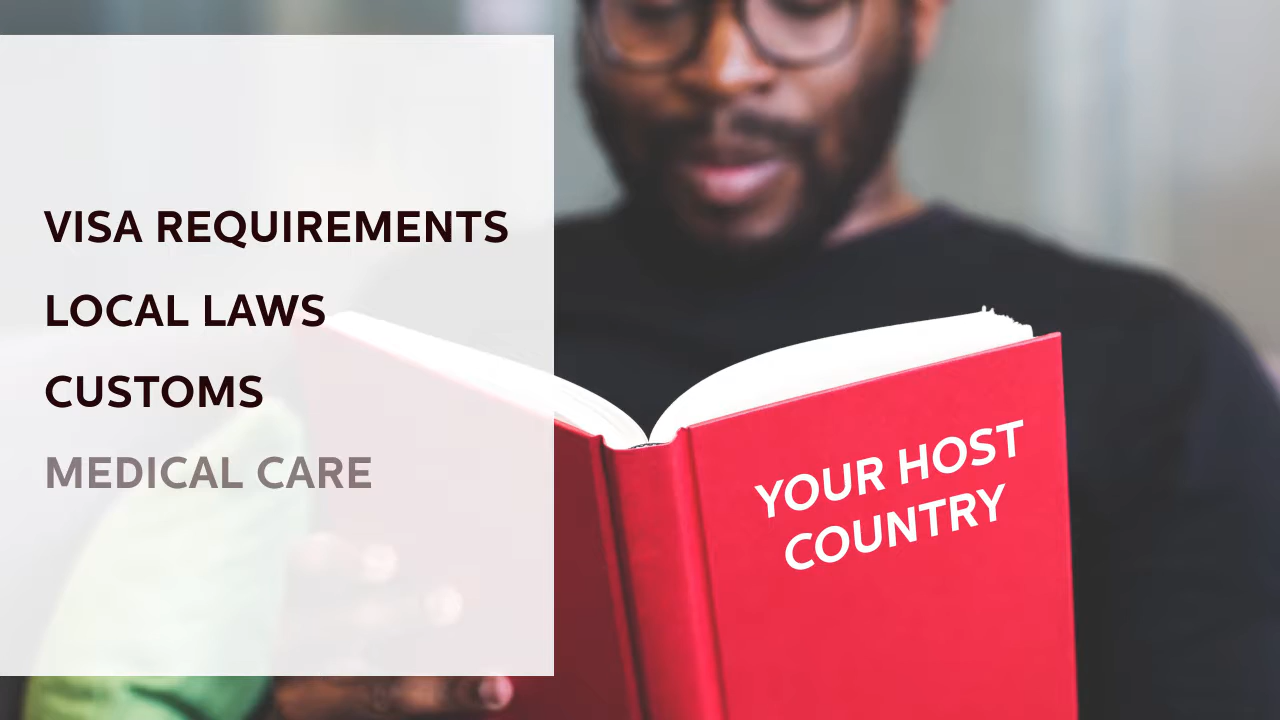 VISA REQUIREMENTS
LOCAL LAWS
CUSTOMS
MEDICAL CARE
YOUR HOST
COUNTRY